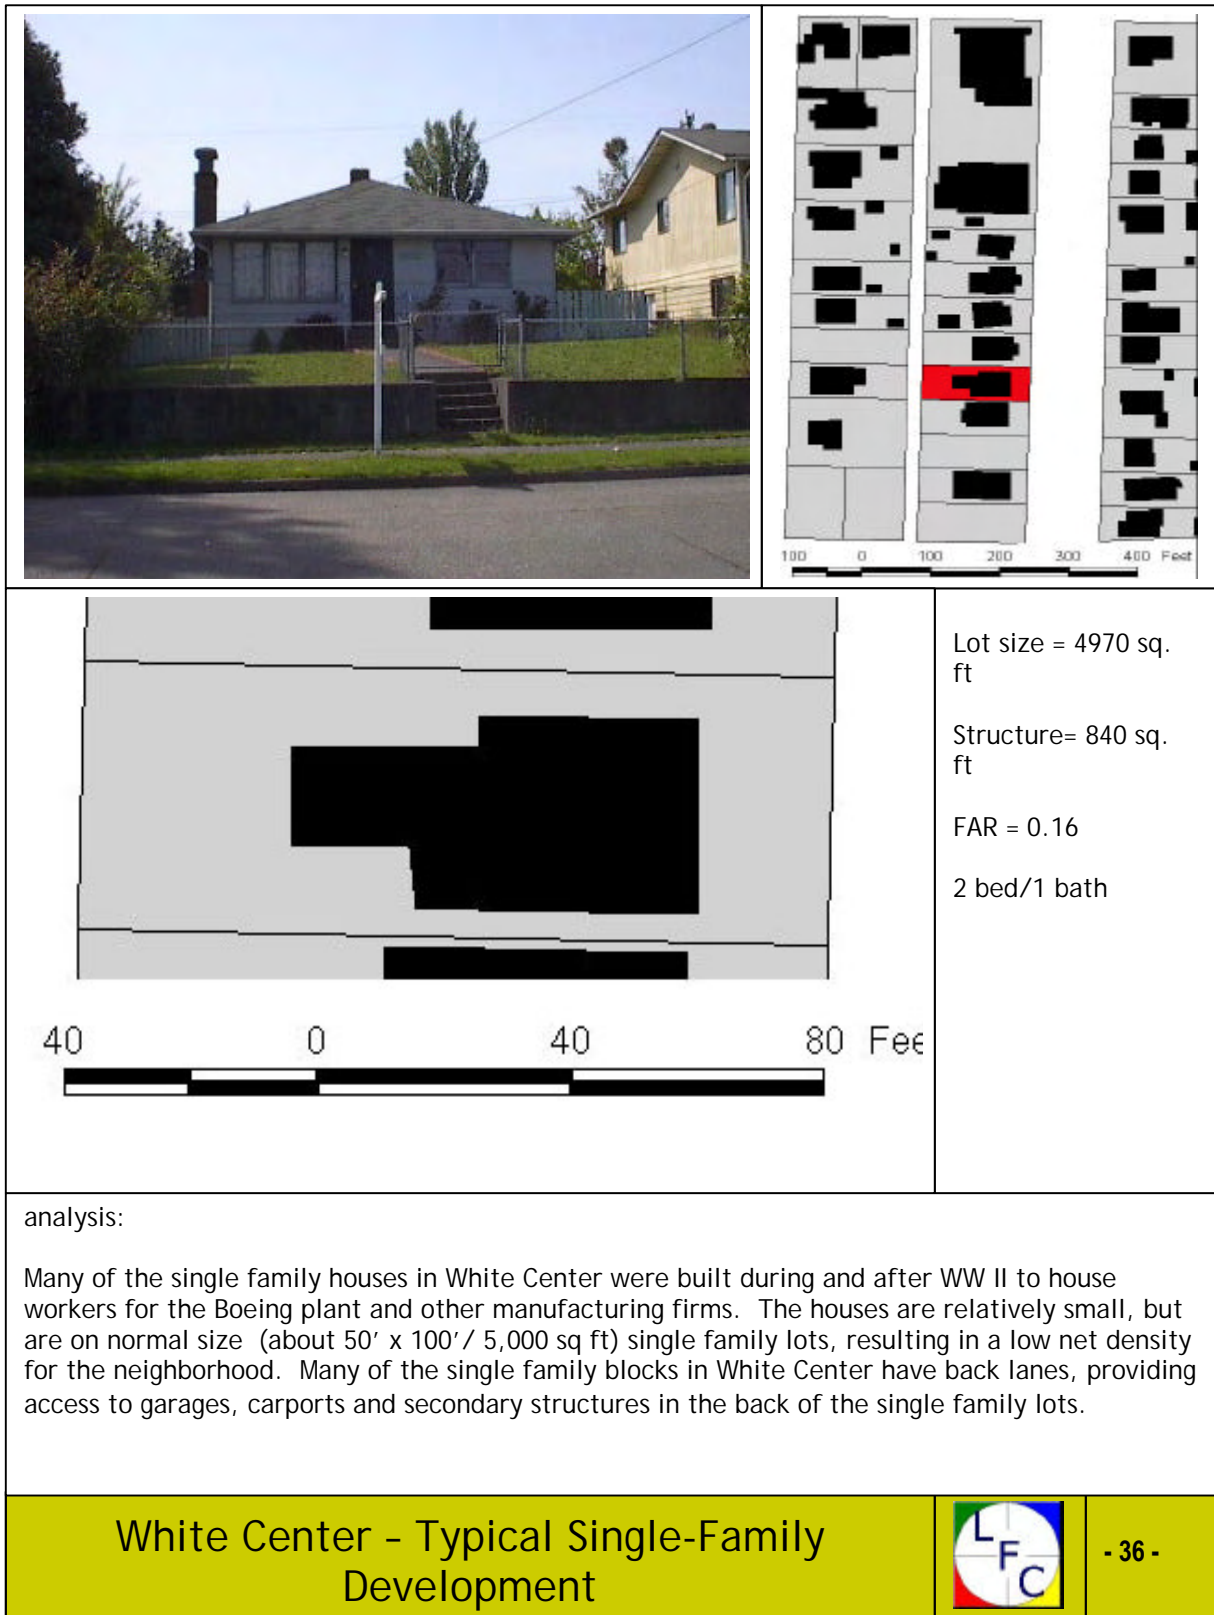 100 0 100 200 300 400 Feet
Lot size = 4970 sq.
ft
Structure= 840 sq.
ft
FAR = 0.16
2 bed/1 bath
40 0 40 80 Fee
analysis:
Many of the single family houses in White Center were built during and after WW II to house
workers for the Boeing plant and other manufacturing firms.  The houses are relatively small, but
are on normal size  (about 50’ x 100’/ 5,000 sq ft) single family lots, resulting in a low net density
for the neighborhood.  Many of the single family blocks in White Center have back lanes, providing
access to garages, carports and secondary structures in the back of the single family lots.
White Center – Typical Single-Family
Development
LFC
- 36 -